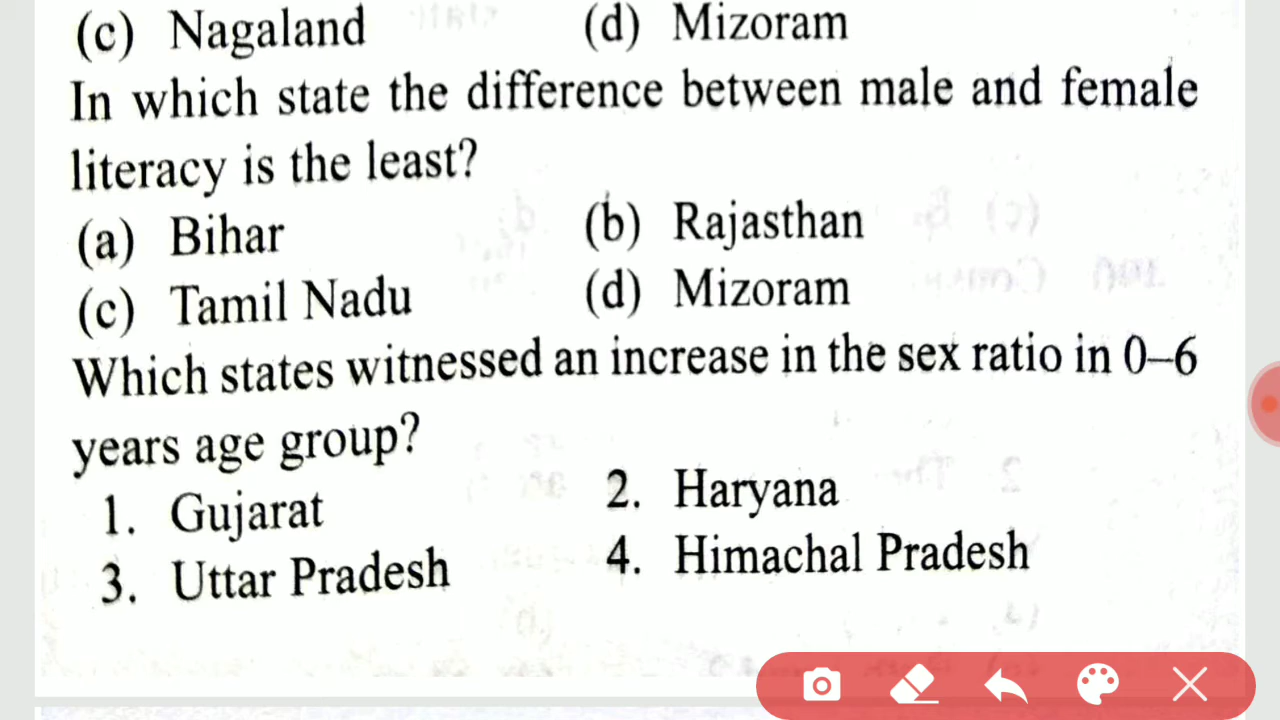 (c) Nagaland (d) Mizoram
In which state the difference between male and female
literacy is the least?
(a) Bihar (b) Rajasthan
(c) Tamil Nadu (d) Mizoram
Which states witnessed an increase in the sex ratio in 0–6
years age group?
1. Gujarat 2. Haryana
3. Uttar Pradesh 4. Himachal Pradesh